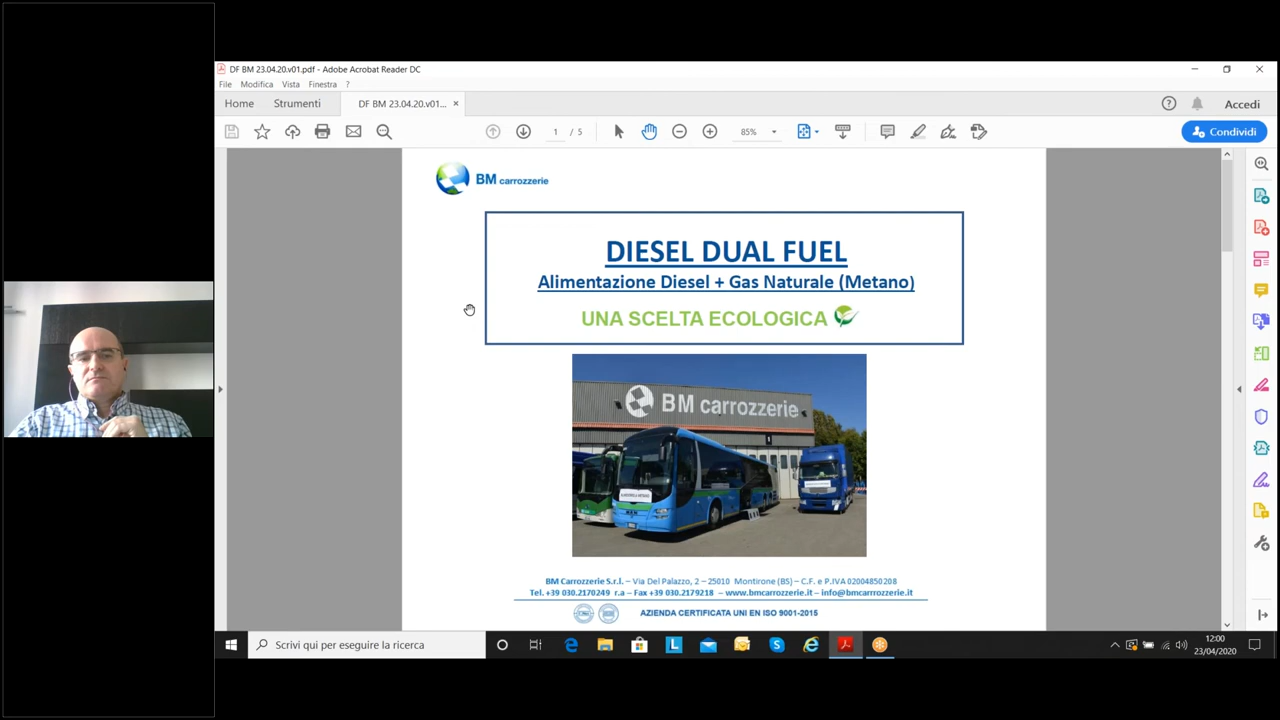 DF BM 23.04.20.v01.pdf - Adobe Acrobat Reader DC
File Modifica Vista Finestra ?
Home Strumenti DF BM 23.04.20.v01... × Accedi
1 / 5 85% Condividi
BM carrozzerie
DIESEL DUAL FUEL
Alimentazione Diesel + Gas Naturale (Metano)
UNA SCELTA ECOLOGICA
BM carrozzerie
BM Carrozzerie S.r.l. – Via Del Palazzo, 2 – 25010 Montirone (BS) – C.F. e P.IVA 02004850208
Tel. +39 030.2170249 r.a – Fax +39 030.2179218 – www.bmcarrozzerie.it – info@bmcarrrozzerie.it
AZIENDA CERTIFICATA UNI EN ISO 9001-2015
Scrivi qui per eseguire la ricerca
12:00
23/04/2020